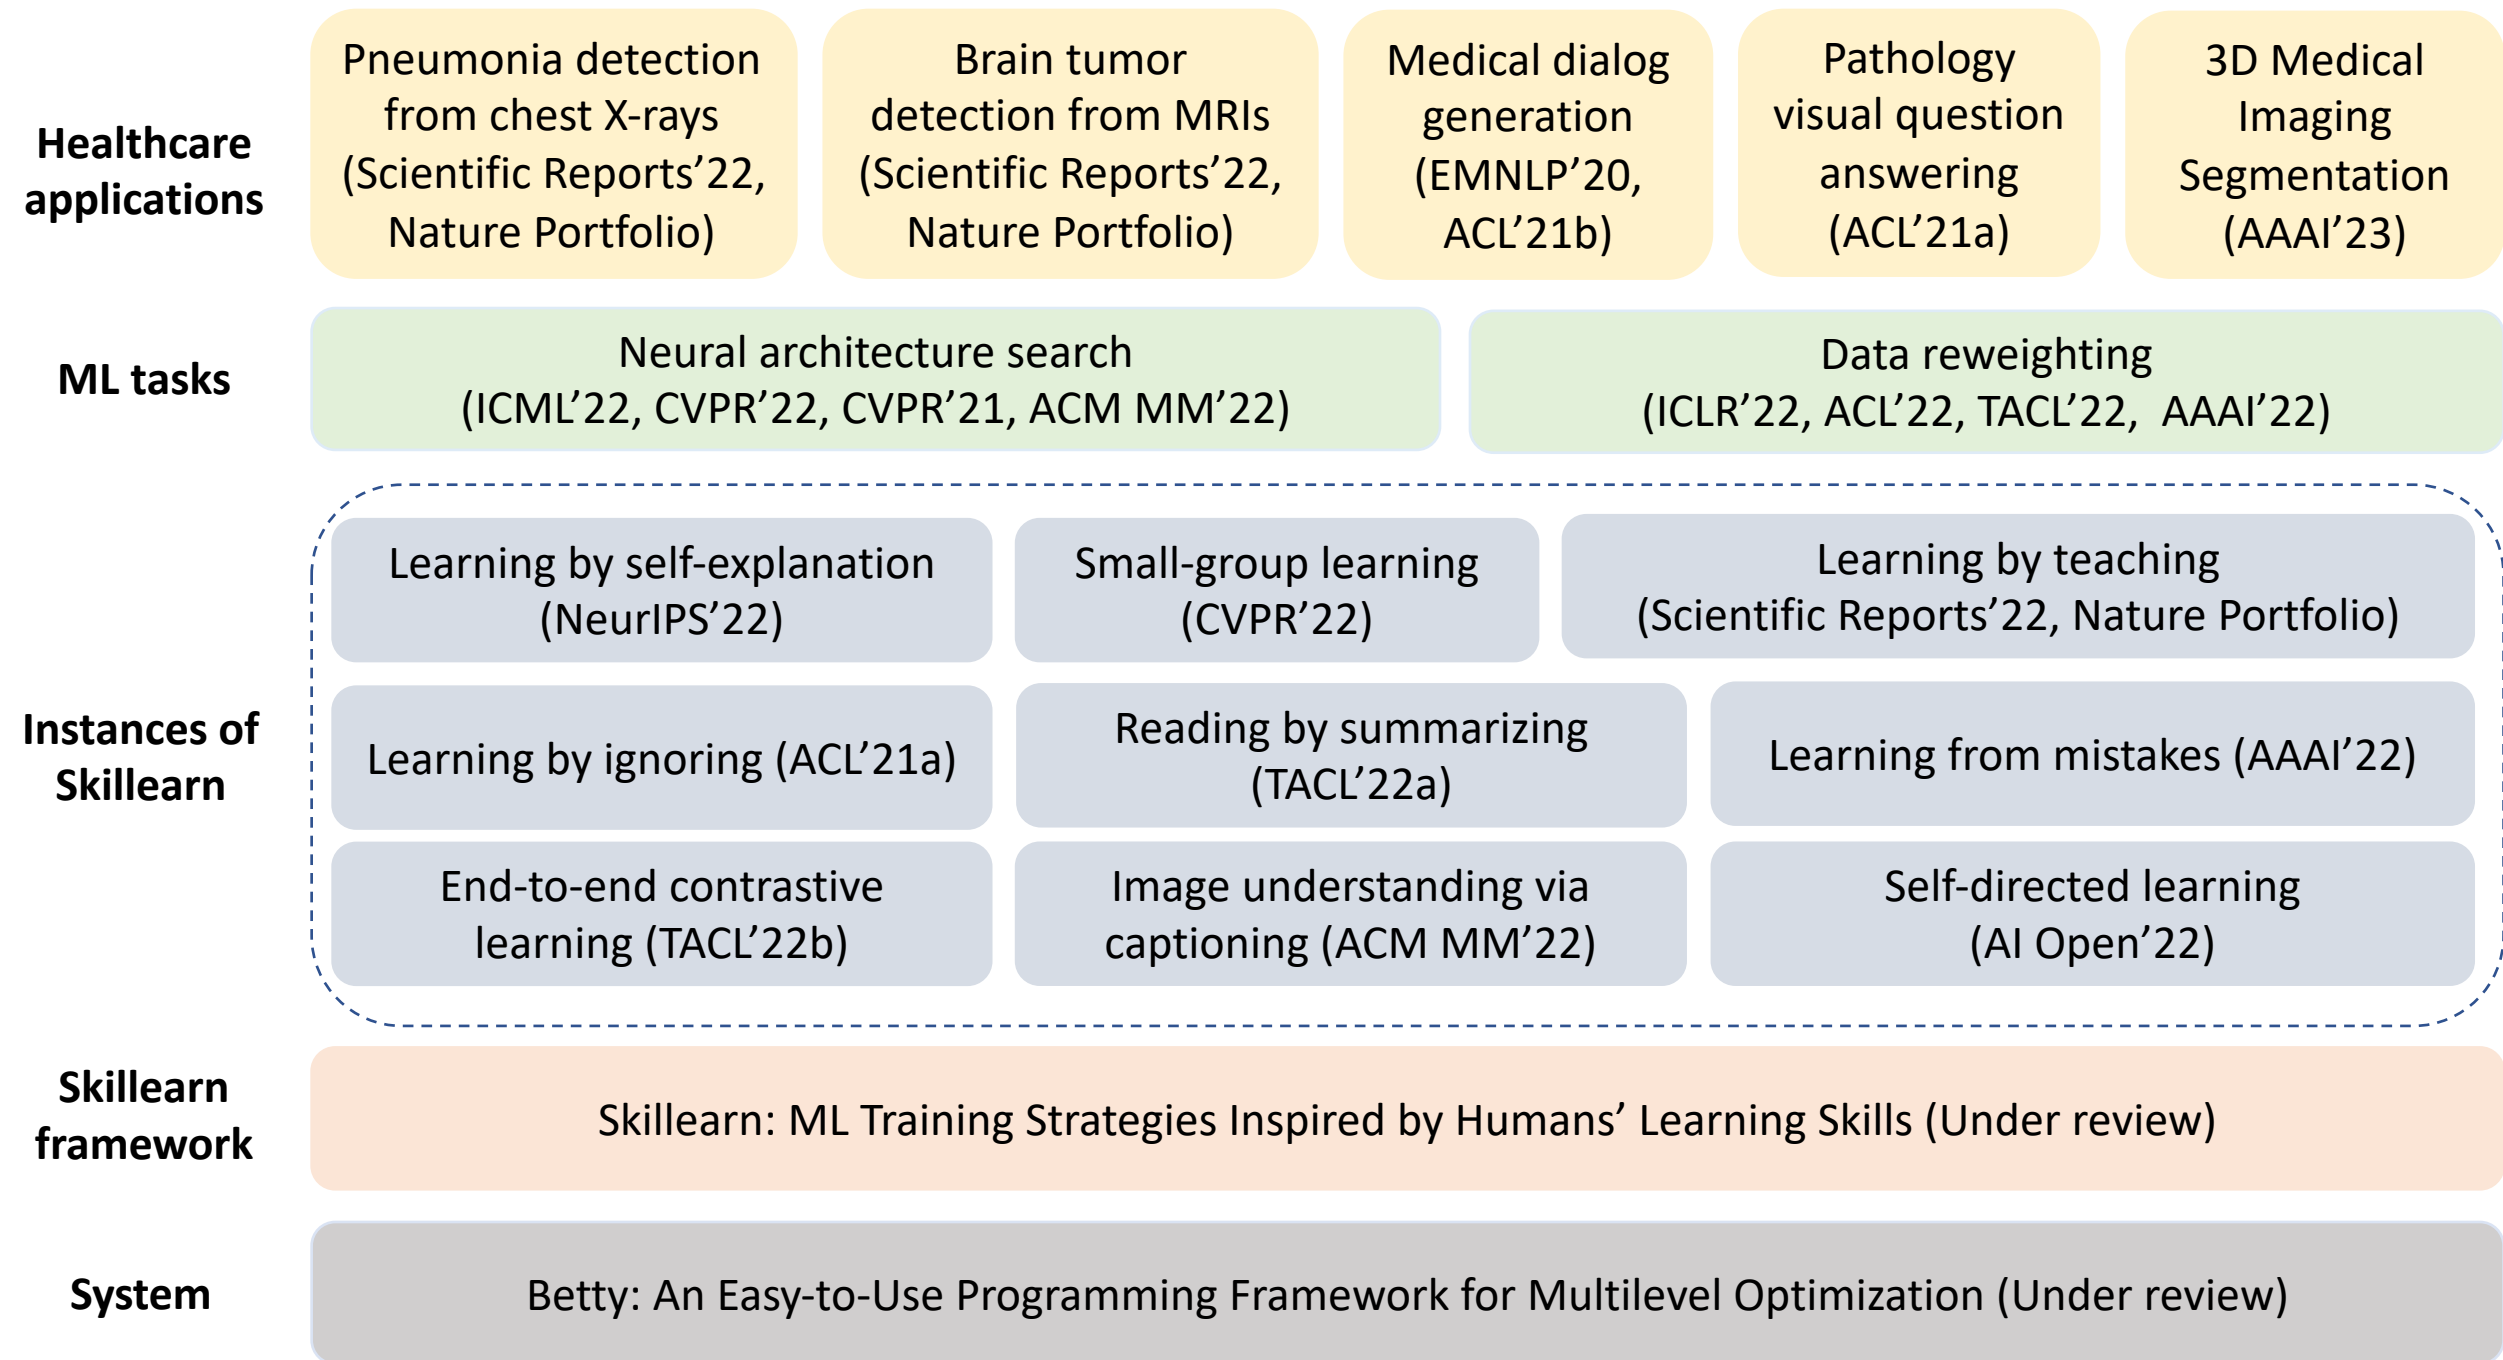 Healthcare
applications
Pneumonia detection
from chest X-rays
(Scientific Reports’22,
Nature Portfolio)
Brain tumor
detection from MRIs
(Scientific Reports’22,
Nature Portfolio)
Medical dialog
generation
(EMNLP’20,
ACL’21b)
Pathology
visual question
answering
(ACL’21a)
3D Medical
Imaging
Segmentation
(AAAI’23)
ML tasks
Neural architecture search
(ICML’22, CVPR’22, CVPR’21, ACM MM’22)
Data reweighting
(ICLR’22, ACL’22, TACL’22, AAAI’22)
Instances of
Skillearn
Learning by self-explanation
(NeurIPS’22)
Small-group learning
(CVPR’22)
Learning by teaching
(Scientific Reports’22, Nature Portfolio)
Learning by ignoring (ACL’21a)
Reading by summarizing
(TACL’22a)
Learning from mistakes (AAAI’22)
End-to-end contrastive
learning (TACL’22b)
Image understanding via
captioning (ACM MM’22)
Self-directed learning
(AI Open’22)
Skillearn
framework
Skillearn: ML Training Strategies Inspired by Humans’ Learning Skills (Under review)
System
Betty: An Easy-to-Use Programming Framework for Multilevel Optimization (Under review)